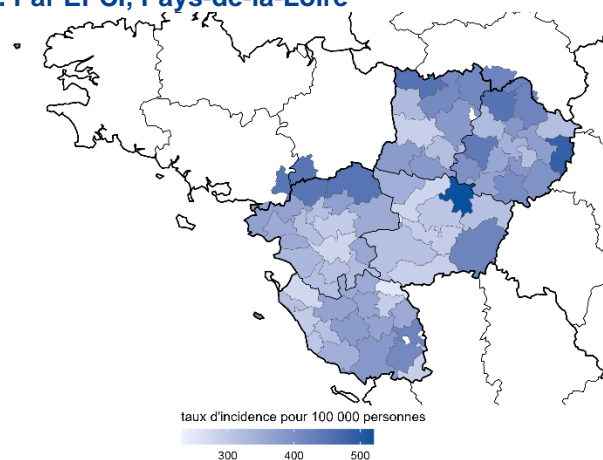 . Par EPCI, Pays-de-la-Loire
taux d'incidence pour 100 000 personnes
300 400 500